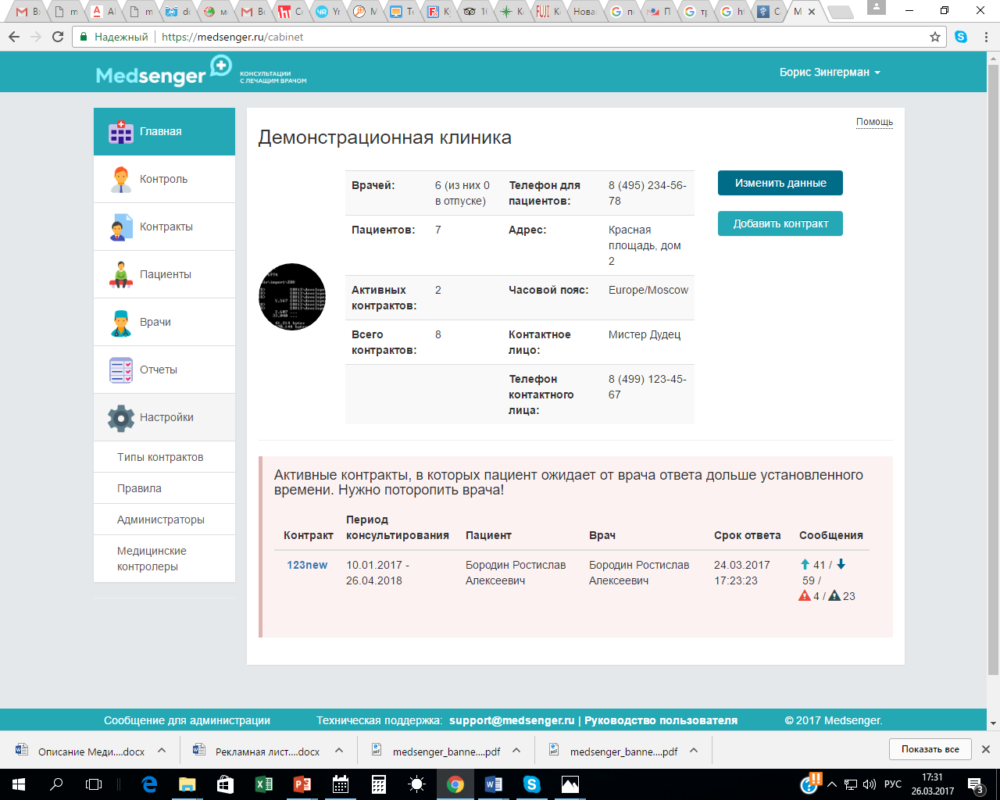 Надежный
https://medsenger.ru/cabinet
Medsenger
КОНСУЛЬТАЦИИ
С ЛЕЧАЩИМ ВРАЧОМ
Борис Зингерман
Главная
Контроль
Контракты
Пациенты
Врачи
Отчеты
Настройки
Типы контрактов
Правила
Администраторы
Медицинские
контролеры
Помощь
Демонстрационная клиника
Врачей:
6 (из них 0
в отпуске)
Телефон для
пациентов:
8 (495) 234-56-
78
Пациентов:
7
Адрес:
Красная
площадь, дом
2
Активных
контрактов:
2
Часовой пояс:
Europe/Moscow
Всего
контрактов:
8
Контактное
лицо:
Мистер Дудец
Телефон
контактного
лица:
8 (499) 123-45-
67
Изменить данные
Добавить контракт
Активные контракты, в которых пациент ожидает от врача ответа дольше установленного
времени. Нужно поторопить врача!
Контракт
Период
консультирования
Пациент
Врач
Срок ответа
Сообщения
123new
10.01.2017 -
26.04.2018
Бородин Ростислав
Алексеевич
Бородин Ростислав
Алексеевич
24.03.2017
17:23:23
41 /
59 /
4 / 23
Сообщение для администрации
Техническая поддержка: support@medsenger.ru | Руководство пользователя
© 2017 Medsenger.
Описание Меди....docx
Рекламная лист....docx
medsenger_banne....pdf
medsenger_banne....pdf
Показать все
РУС
17:31
26.03.2017
3